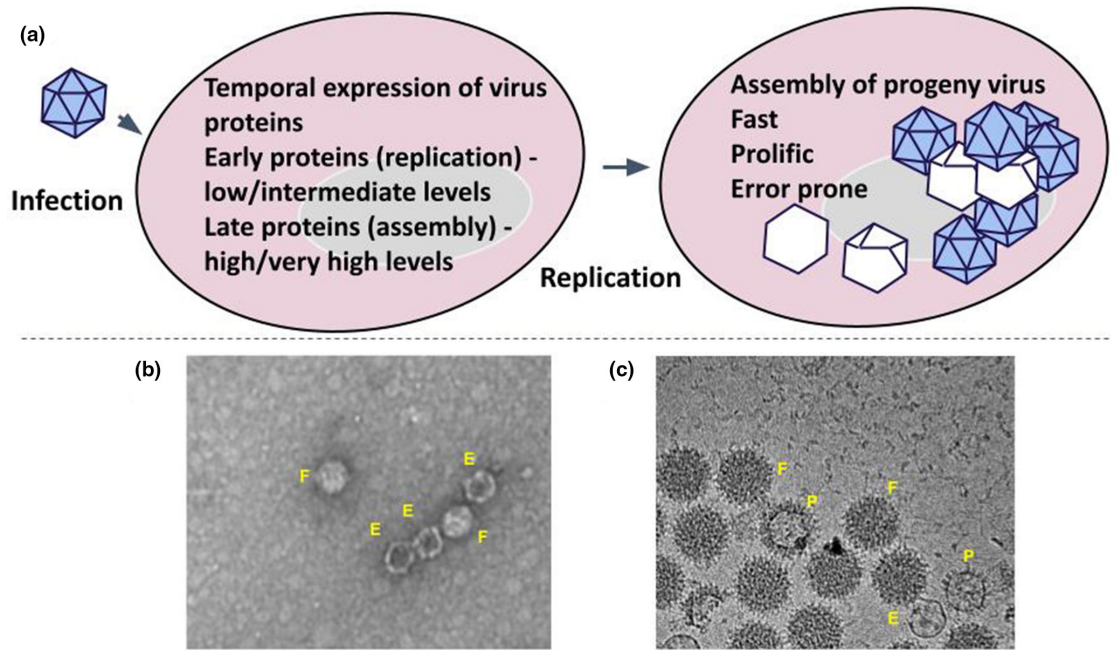 (a)
Infection
Temporal expression of virus
proteins
Early proteins (replication) -
low/intermediate levels
Late proteins (assembly) -
high/very high levels
Replication
Assembly of progeny virus
Fast
Prolific
Error prone
(b)
F
E
E
E
F
(c)
F
P
F
P
E